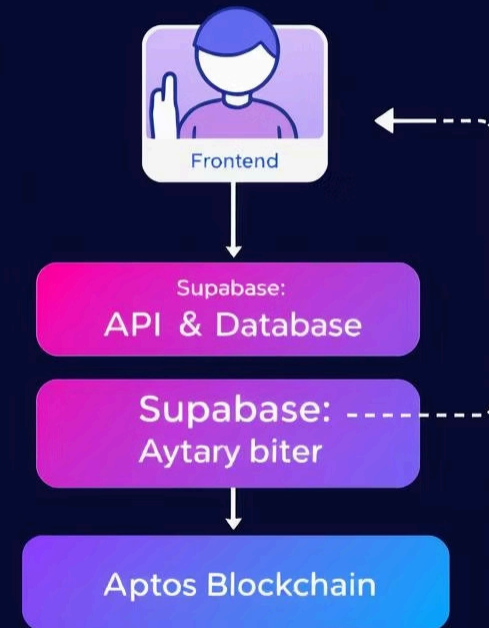 Frontend
Supabase:
API & Database
Supabase:
Aytary biter
Aptos Blockchain